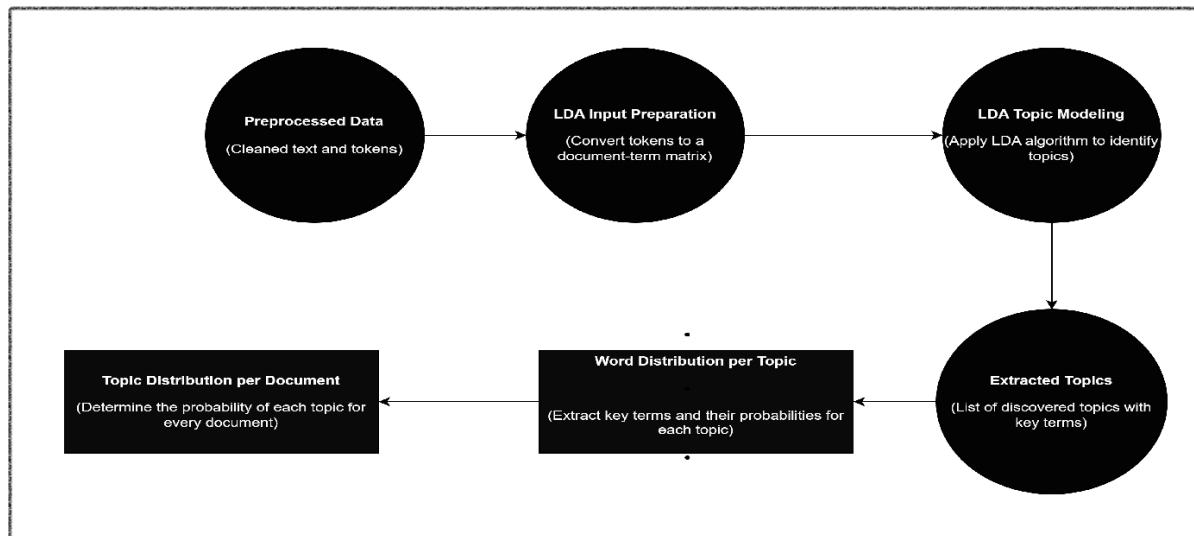 Preprocessed Data
(Cleaned text and tokens)
LDA Input Preparation
(Convert tokens to a
document-term matrix)
LDA Topic Modeling
(Apply LDA algorithm to identify
topics)
Topic Distribution per Document
(Determine the probability of each topic for
every document)
Word Distribution per Topic
(Extract key terms and their probabilities for
each topic)
Extracted Topics
(List of discovered topics with
key terms)